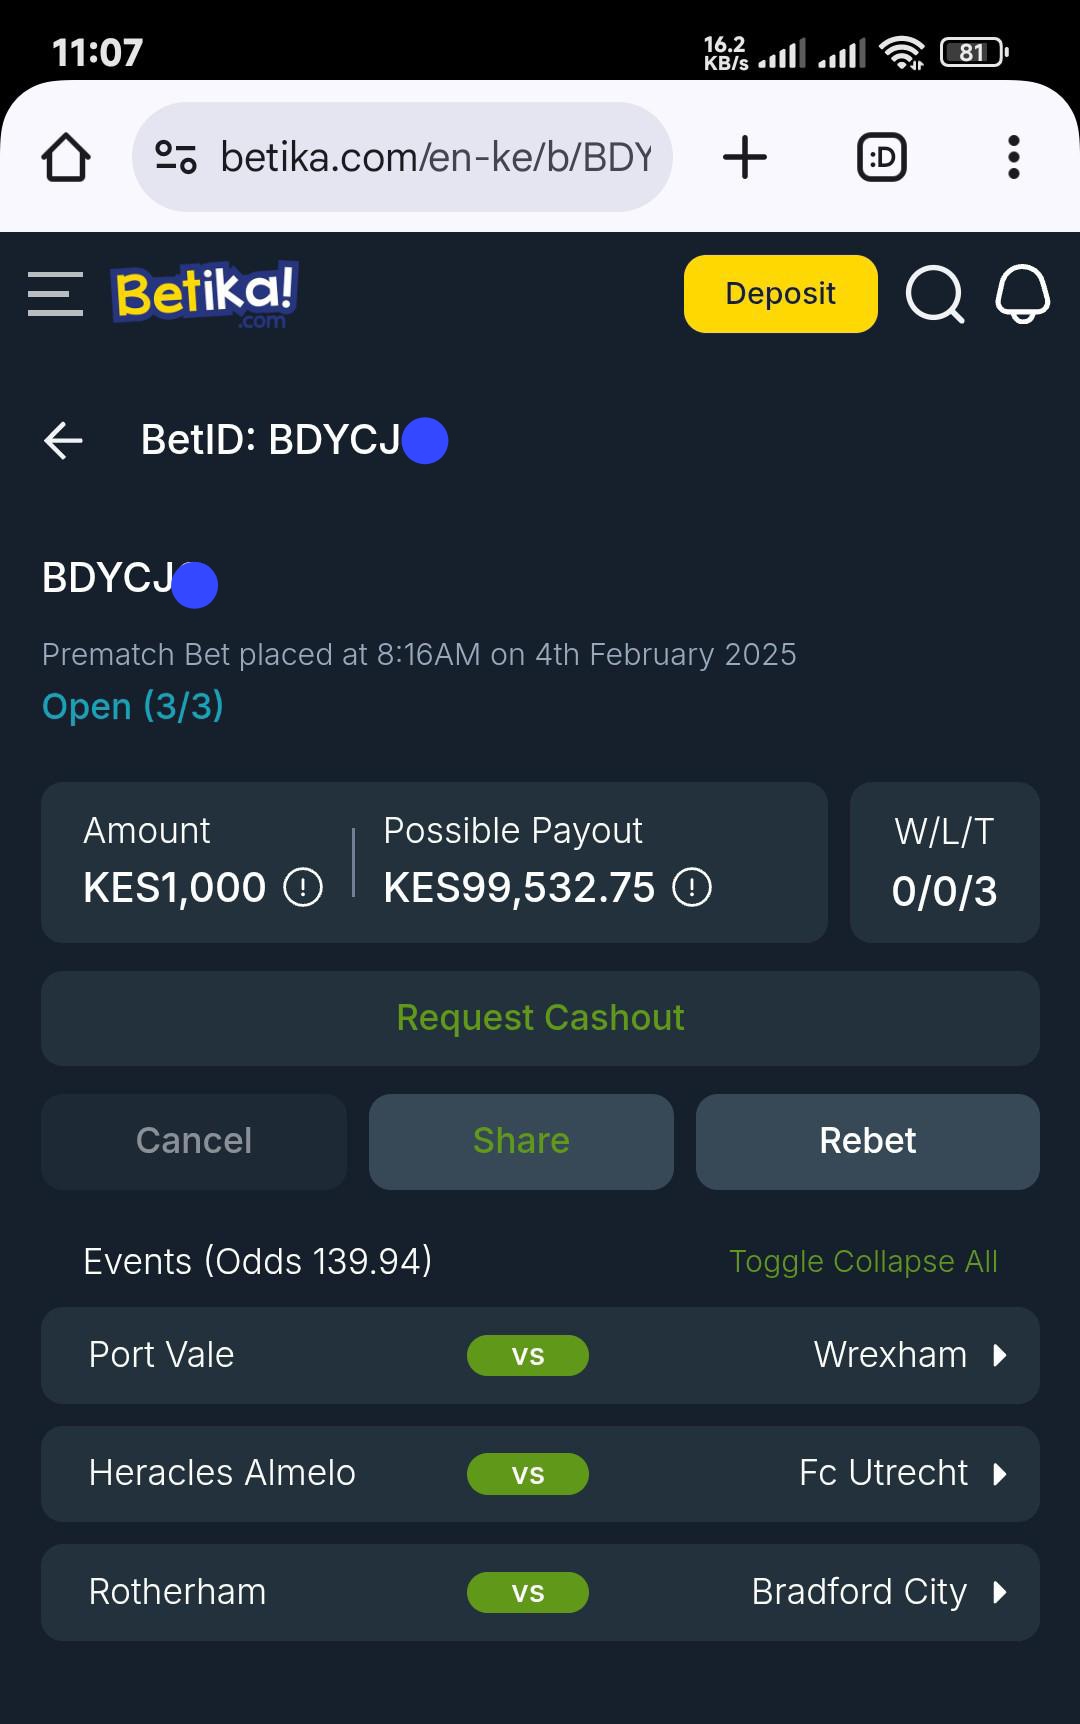 11:07
16.2
KB/s
81
betika.com/en-ke/b/BDY
:D
Betika!
.com
Deposit
BetID: BDYCJ
BDYCJ
Prematch Bet placed at 8:16AM on 4th February 2025
Open (3/3)
Amount
KES1,000
Possible Payout
KES99,532.75
W/L/T
0/0/3
Request Cashout
Cancel
Share
Rebet
Events (Odds 139.94)
Toggle Collapse All
Port Vale vs Wrexham
Heracles Almelo vs Fc Utrecht
Rotherham vs Bradford City